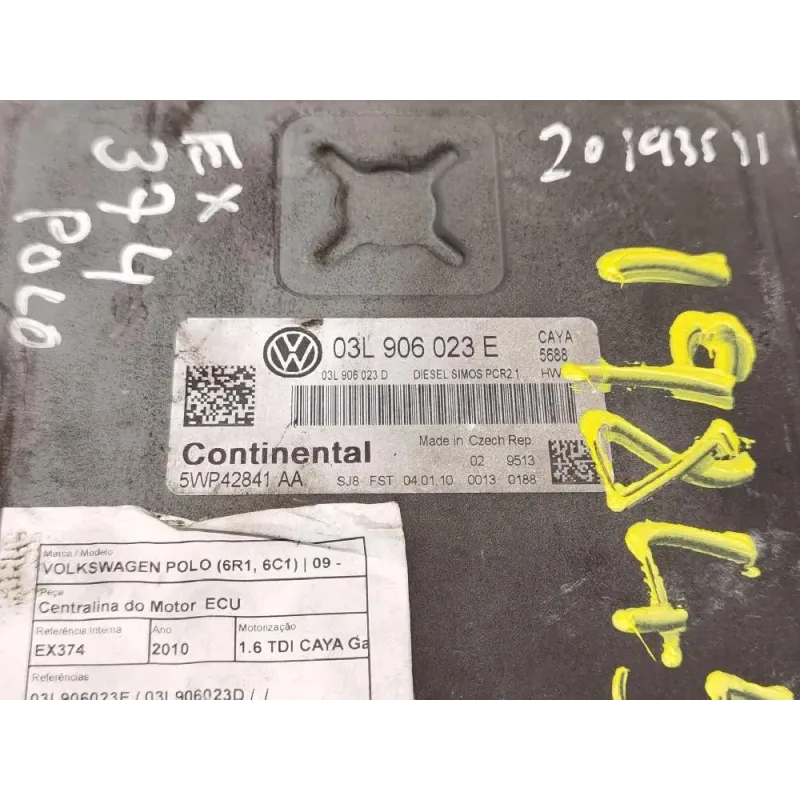 EX
374
POLO
20193511
03L 906 023 E
CAYA
5688
03L 906 023 D DIESEL SIMOS PCR2.1 HW
Continental
Made in Czech Rep.
5WP42841 AA
02 9513
SJ8 FST 04.01.10 0013 0188
Marca / Modelo
VOLKSWAGEN POLO (6R1, 6C1) | 09 -
Peça
Centralina do Motor ECU
Referência Interna
Ano
Motorização
EX374
2010
1.6 TDI CAYA Ga
Referências
03L906023E / 03L906023D / /